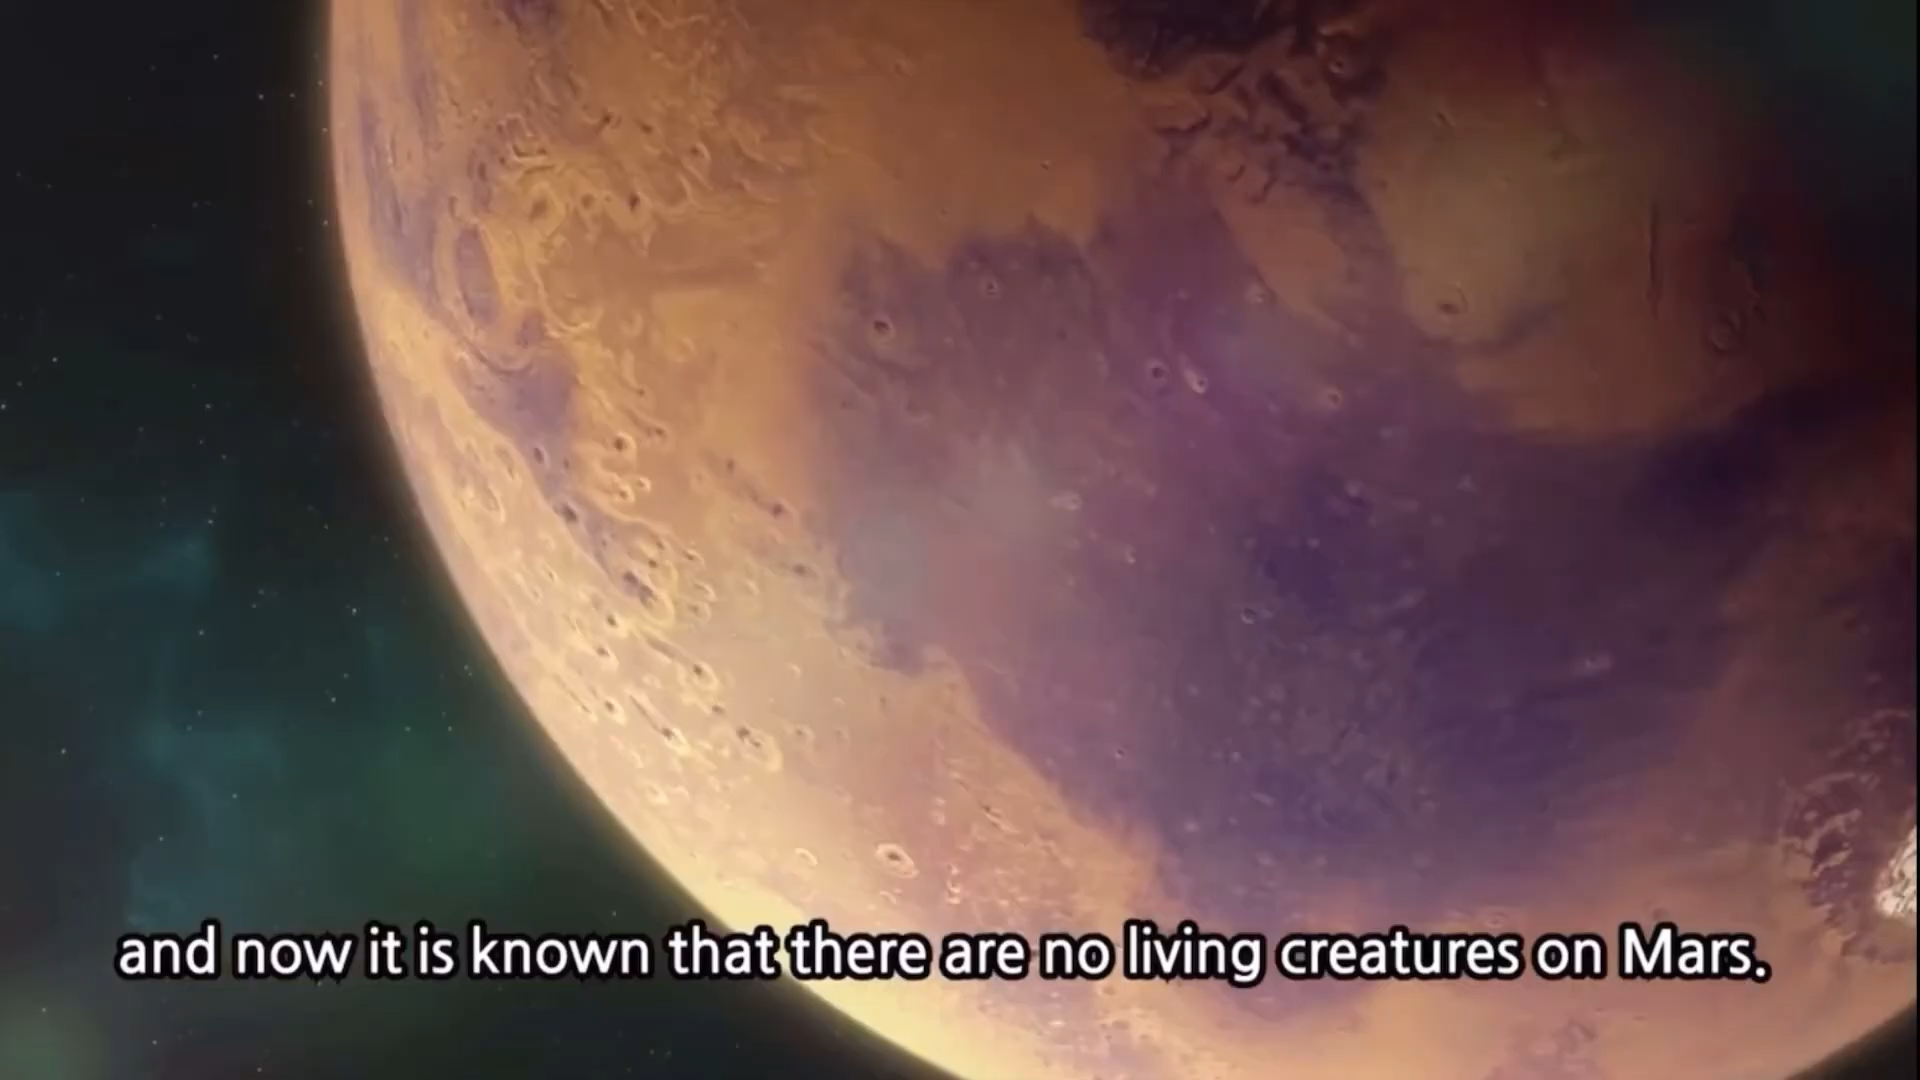 and now it is known that there are no living creatures on Mars.